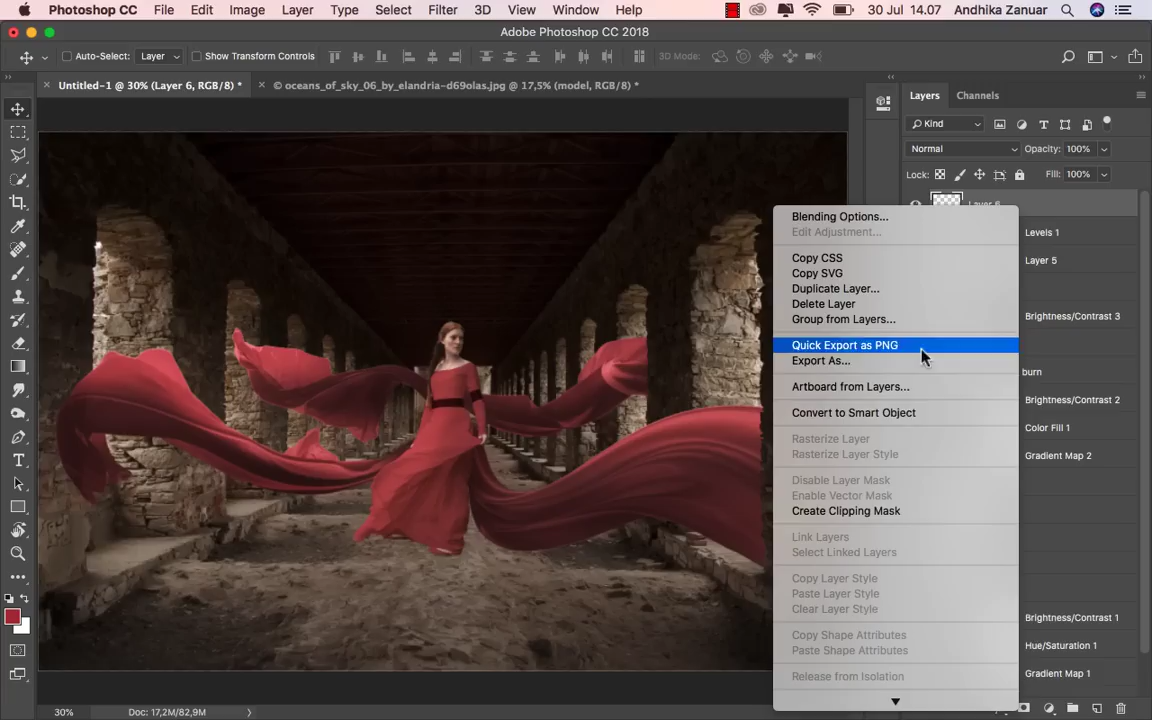 Photoshop CC File Edit Image Layer Type Select Filter 3D View Window Help 30 Jul 14.07 Andhika Zanuar
Adobe Photoshop CC 2018
Auto-Select: Layer Show Transform Controls 3D Mode:
Untitled-1 @ 30% (Layer 6, RGB/8) * © oceans_of_sky_06_by_elandria-d69olas.jpg @ 17,5% (model, RGB/8) *
Layers Channels
Kind
Normal Opacity: 100%
Lock: Fill: 100%
Layer 6
Blending Options...
Edit Adjustment...
Levels 1
Copy CSS
Layer 5
Copy SVG
Duplicate Layer...
Delete Layer
Group from Layers...
Brightness/Contrast 3
Quick Export as PNG
Export As...
burn
Artboard from Layers...
Brightness/Contrast 2
Convert to Smart Object
Color Fill 1
Rasterize Layer
Rasterize Layer Style
Gradient Map 2
Disable Layer Mask
Enable Vector Mask
Create Clipping Mask
Link Layers
Select Linked Layers
Copy Layer Style
Paste Layer Style
Clear Layer Style
Brightness/Contrast 1
Copy Shape Attributes
Hue/Saturation 1
Paste Shape Attributes
Release from Isolation
Gradient Map 1
30% Doc: 17,2M/82,9M